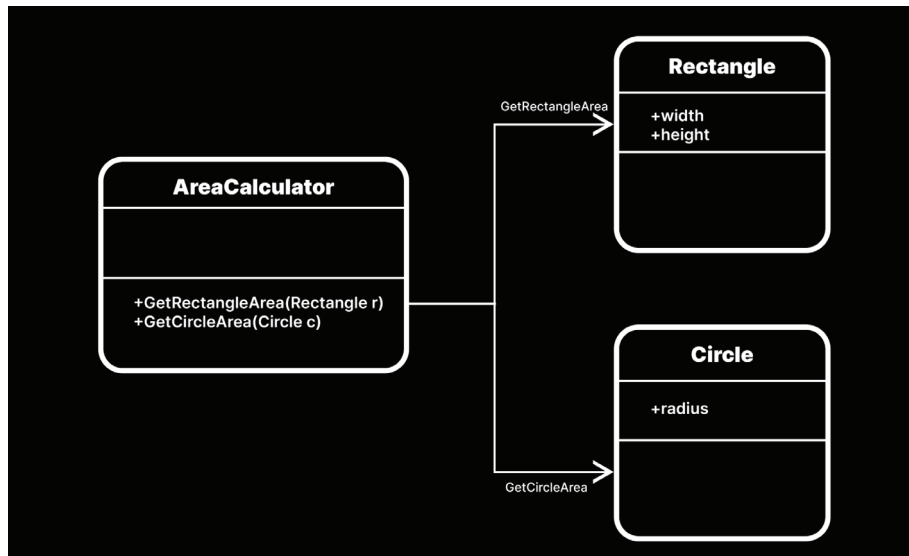 AreaCalculator
+GetRectangleArea(Rectangle r)
+GetCircleArea(Circle c)
GetRectangleArea
Rectangle
+width
+height
GetCircleArea
Circle
+radius